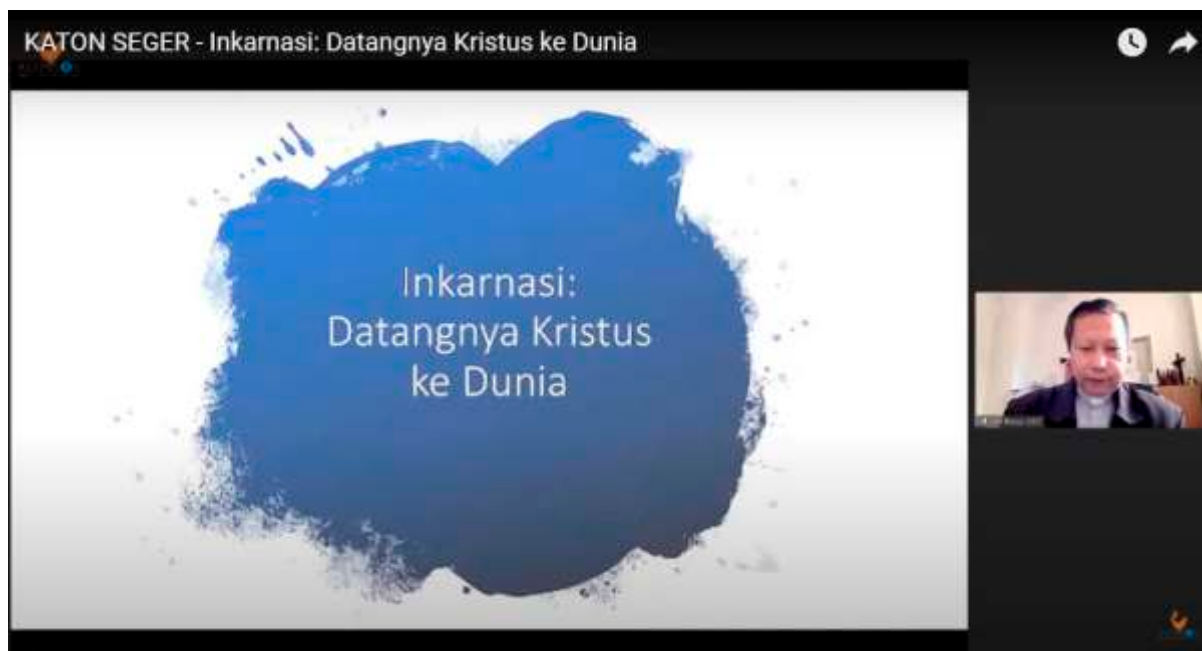 KATON SEGER - Inkarnasi: Datangnya Kristus ke Dunia
Inkarnasi:
Datangnya Kristus
ke Dunia